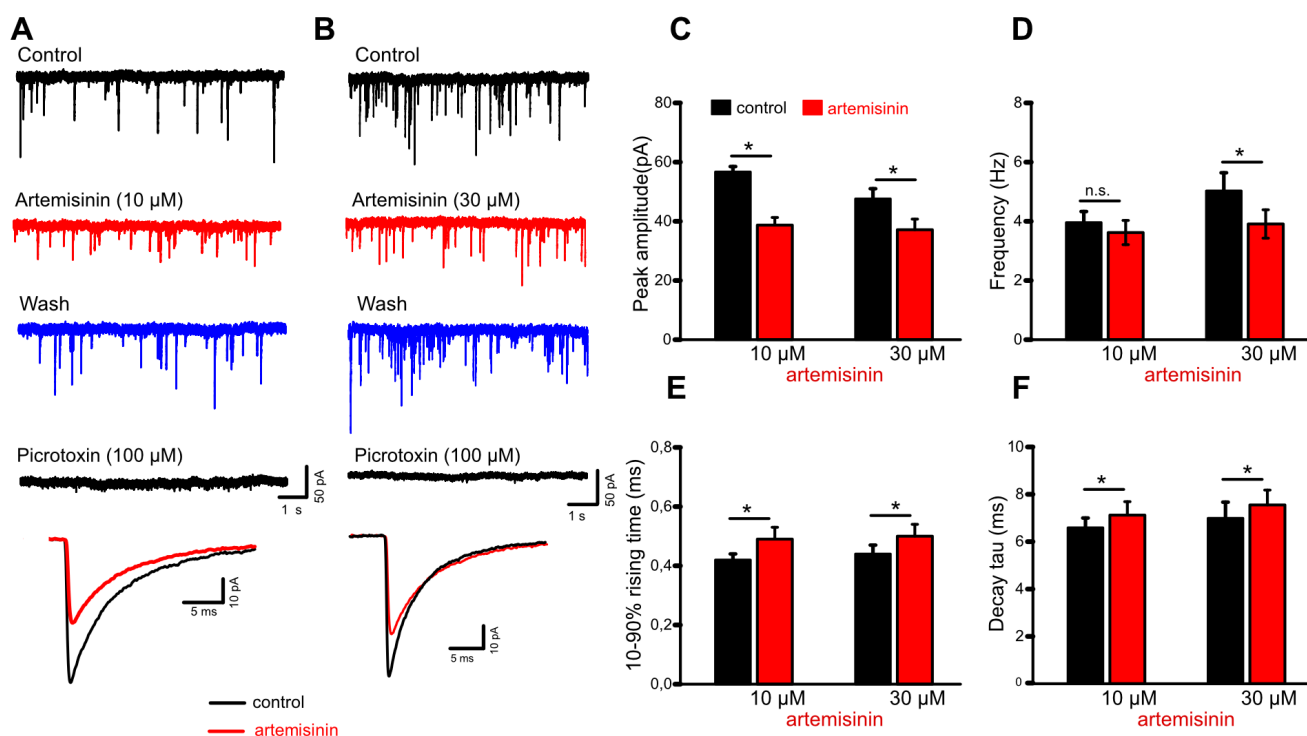 A
Control
Artemisinin (10 µM)
Wash
Picrotoxin (100 µM)
1 s
50 pA
5 ms
10 pA
B
Control
Artemisinin (30 µM)
Wash
Picrotoxin (100 µM)
1 s
50 pA
5 ms
10 pA
control
artemisinin
C
control
artemisinin
Peak amplitude(pA)
80
60
40
20
0
*
*
10 µM
30 µM
artemisinin
D
Frequency (Hz)
8
6
4
2
0
n.s.
*
10 µM
30 µM
artemisinin
E
10-90% rising time (ms)
0,8
0,6
0,4
0,2
0,0
*
*
10 µM
30 µM
artemisinin
F
Decay tau (ms)
10
8
6
4
2
0
*
*
10 µM
30 µM
artemisinin